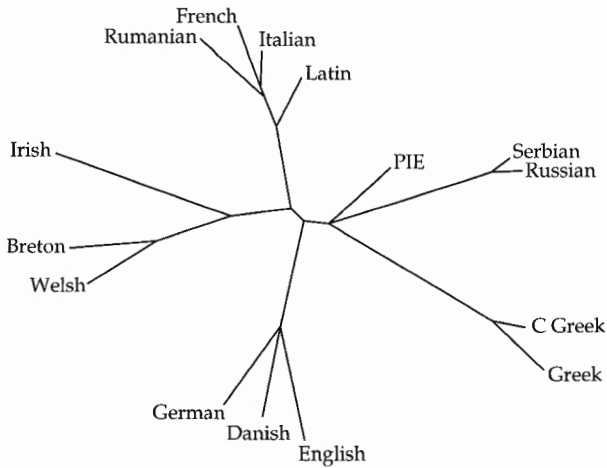 French
Rumanian
Italian
Latin
Irish
PIE
Serbian
Russian
Breton
Welsh
C Greek
Greek
German
Danish
English